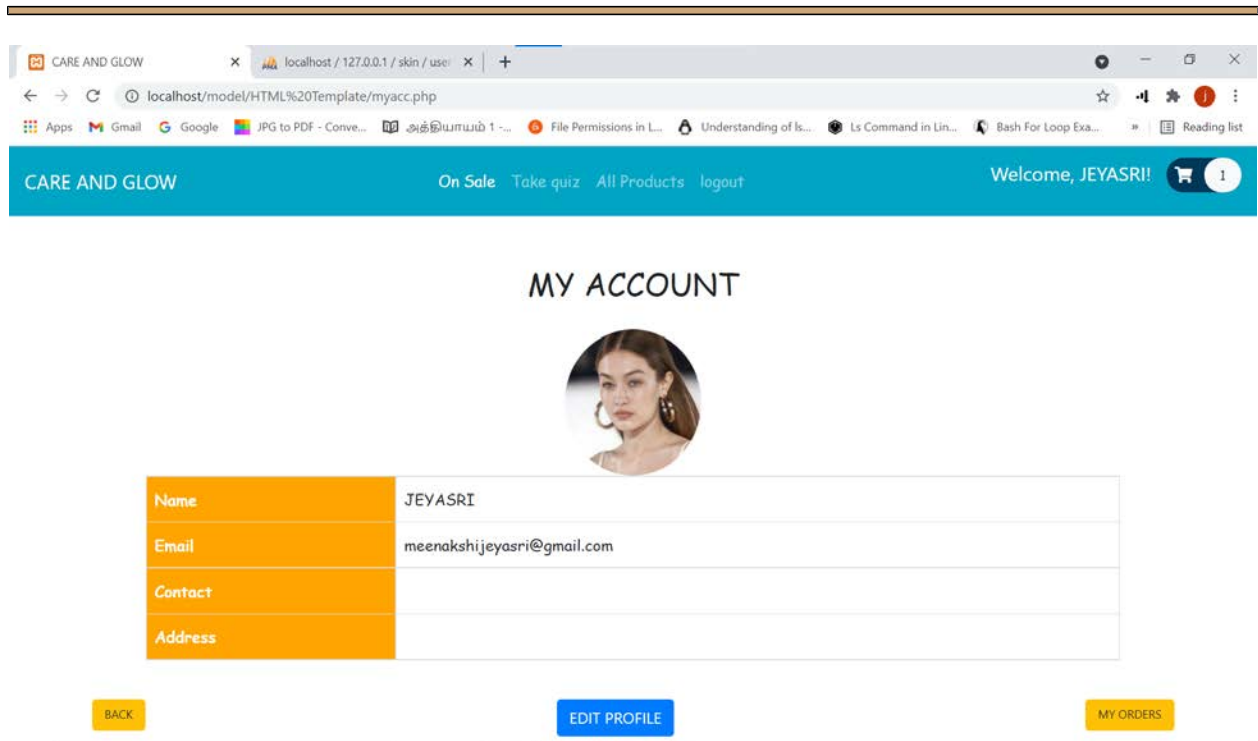 CARE AND GLOW
localhost / 127.0.0.1 / skin / user
localhost/model/HTML%20Template/myacc.php
Apps Gmail Google JPG to PDF - Conve... அத்தியாயம் 1 -... File Permissions in L... Understanding of ls... Ls Command in Lin... Bash For Loop Exa... » Reading list
CARE AND GLOW On Sale Take quiz All Products logout Welcome, JEYASRI! 1
MY ACCOUNT
Name JEYASRI
Email meenakshijeyasri@gmail.com
Contact
Address
BACK EDIT PROFILE MY ORDERS